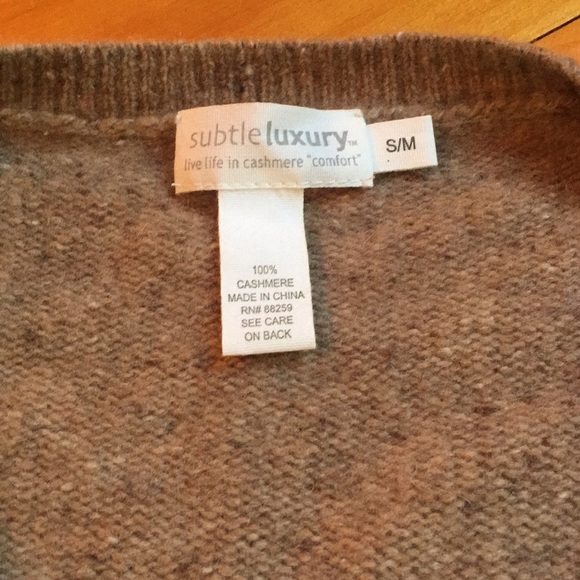 subtle luxury™
live life in cashmere "comfort"
S/M
100%
CASHMERE
MADE IN CHINA
RN# 88259
SEE CARE
ON BACK